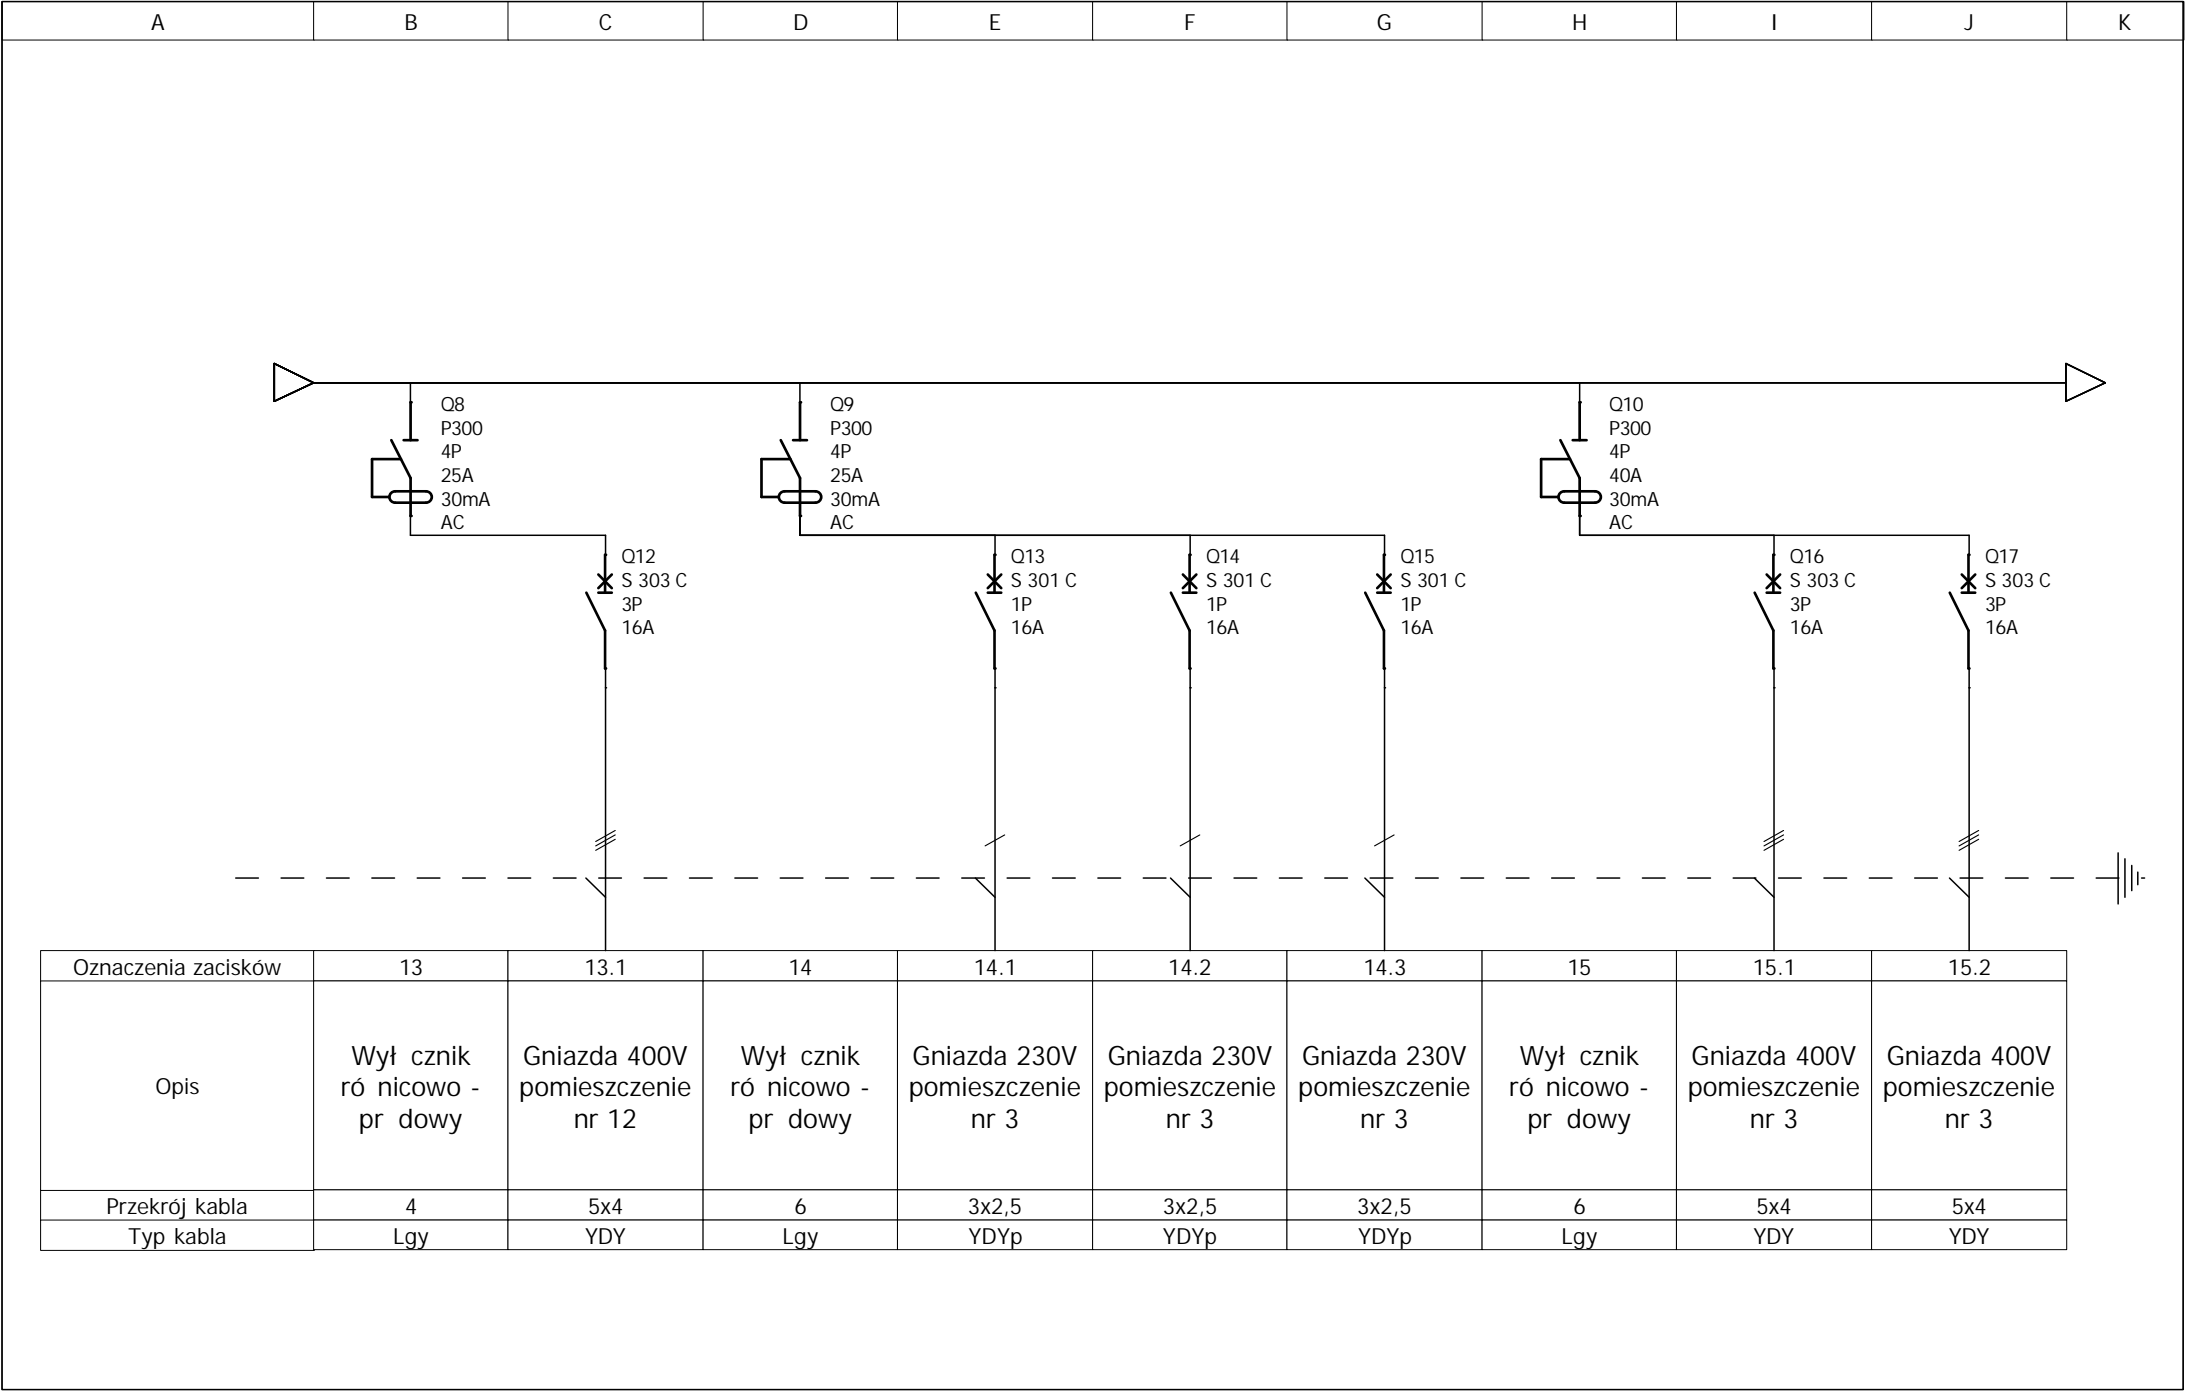 A B C D E F G H I J K
Q8
P300
4P
25A
30mA
AC
Q9
P300
4P
25A
30mA
AC
Q10
P300
4P
40A
30mA
AC
Q12
S 303 C
3P
16A
Q13
S 301 C
1P
16A
Q14
S 301 C
1P
16A
Q15
S 301 C
1P
16A
Q16
S 303 C
3P
16A
Q17
S 303 C
3P
16A
Oznaczenia zacisków 13 13.1 14 14.1 14.2 14.3 15 15.1 15.2
Opis
Wył cznik
ró nicowo -
pr dowy
Gniazda 400V
pomieszczenie
nr 12
Wył cznik
ró nicowo -
pr dowy
Gniazda 230V
pomieszczenie
nr 3
Gniazda 230V
pomieszczenie
nr 3
Gniazda 230V
pomieszczenie
nr 3
Wył cznik
ró nicowo -
pr dowy
Gniazda 400V
pomieszczenie
nr 3
Gniazda 400V
pomieszczenie
nr 3
Przekrój kabla 4 5x4 6 3x2,5 3x2,5 3x2,5 6 5x4 5x4
Typ kabla Lgy YDY Lgy YDYp YDYp YDYp Lgy YDY YDY